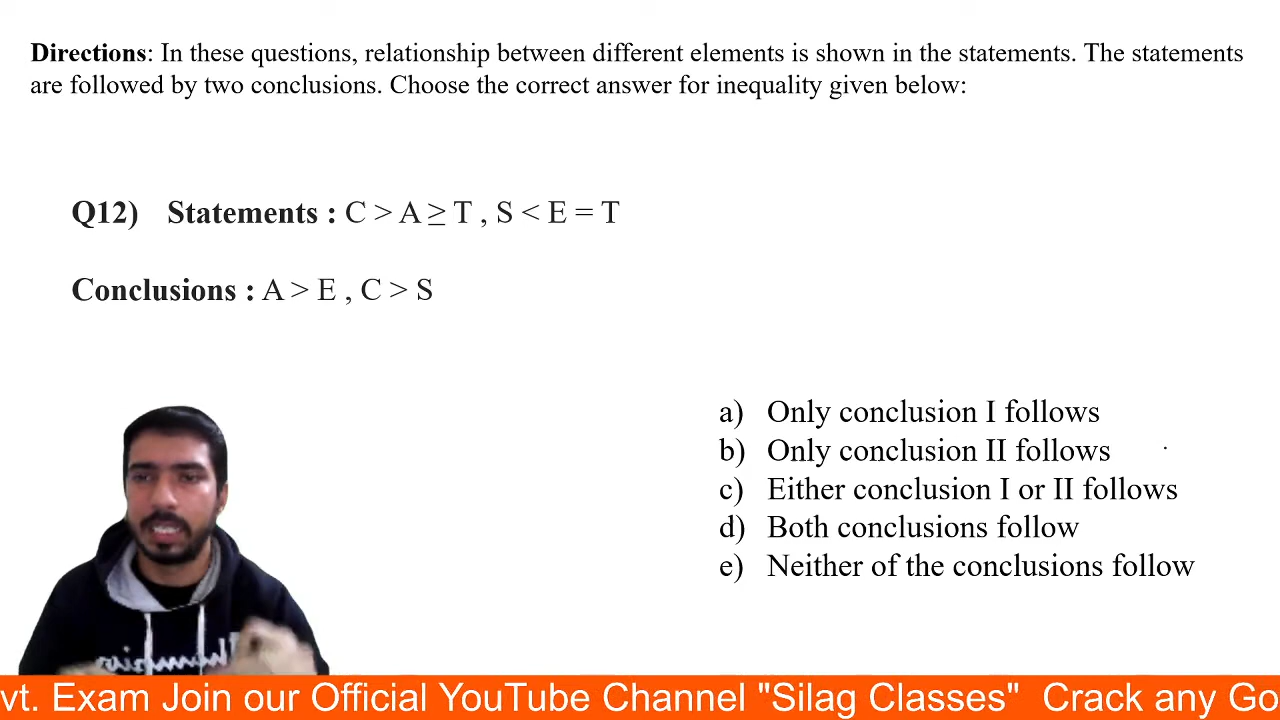 Directions: In these questions, relationship between different elements is shown in the statements. The statements
are followed by two conclusions. Choose the correct answer for inequality given below:
Q12) Statements : C > A ≥ T , S < E = T
Conclusions : A > E , C > S
a) Only conclusion I follows
b) Only conclusion II follows
c) Either conclusion I or II follows
d) Both conclusions follow
e) Neither of the conclusions follow
vt. Exam Join our Official YouTube Channel "Silag Classes" Crack any Go